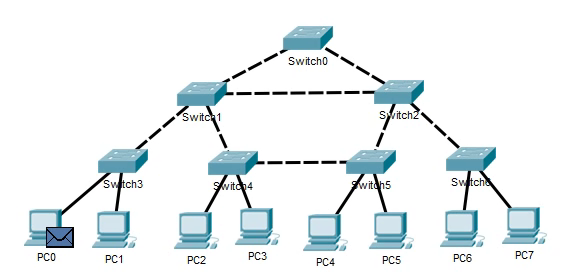 Switch0
Switch1
Switch2
Switch3
Switch4
Switch5
Switch6
PC0
PC1
PC2
PC3
PC4
PC5
PC6
PC7